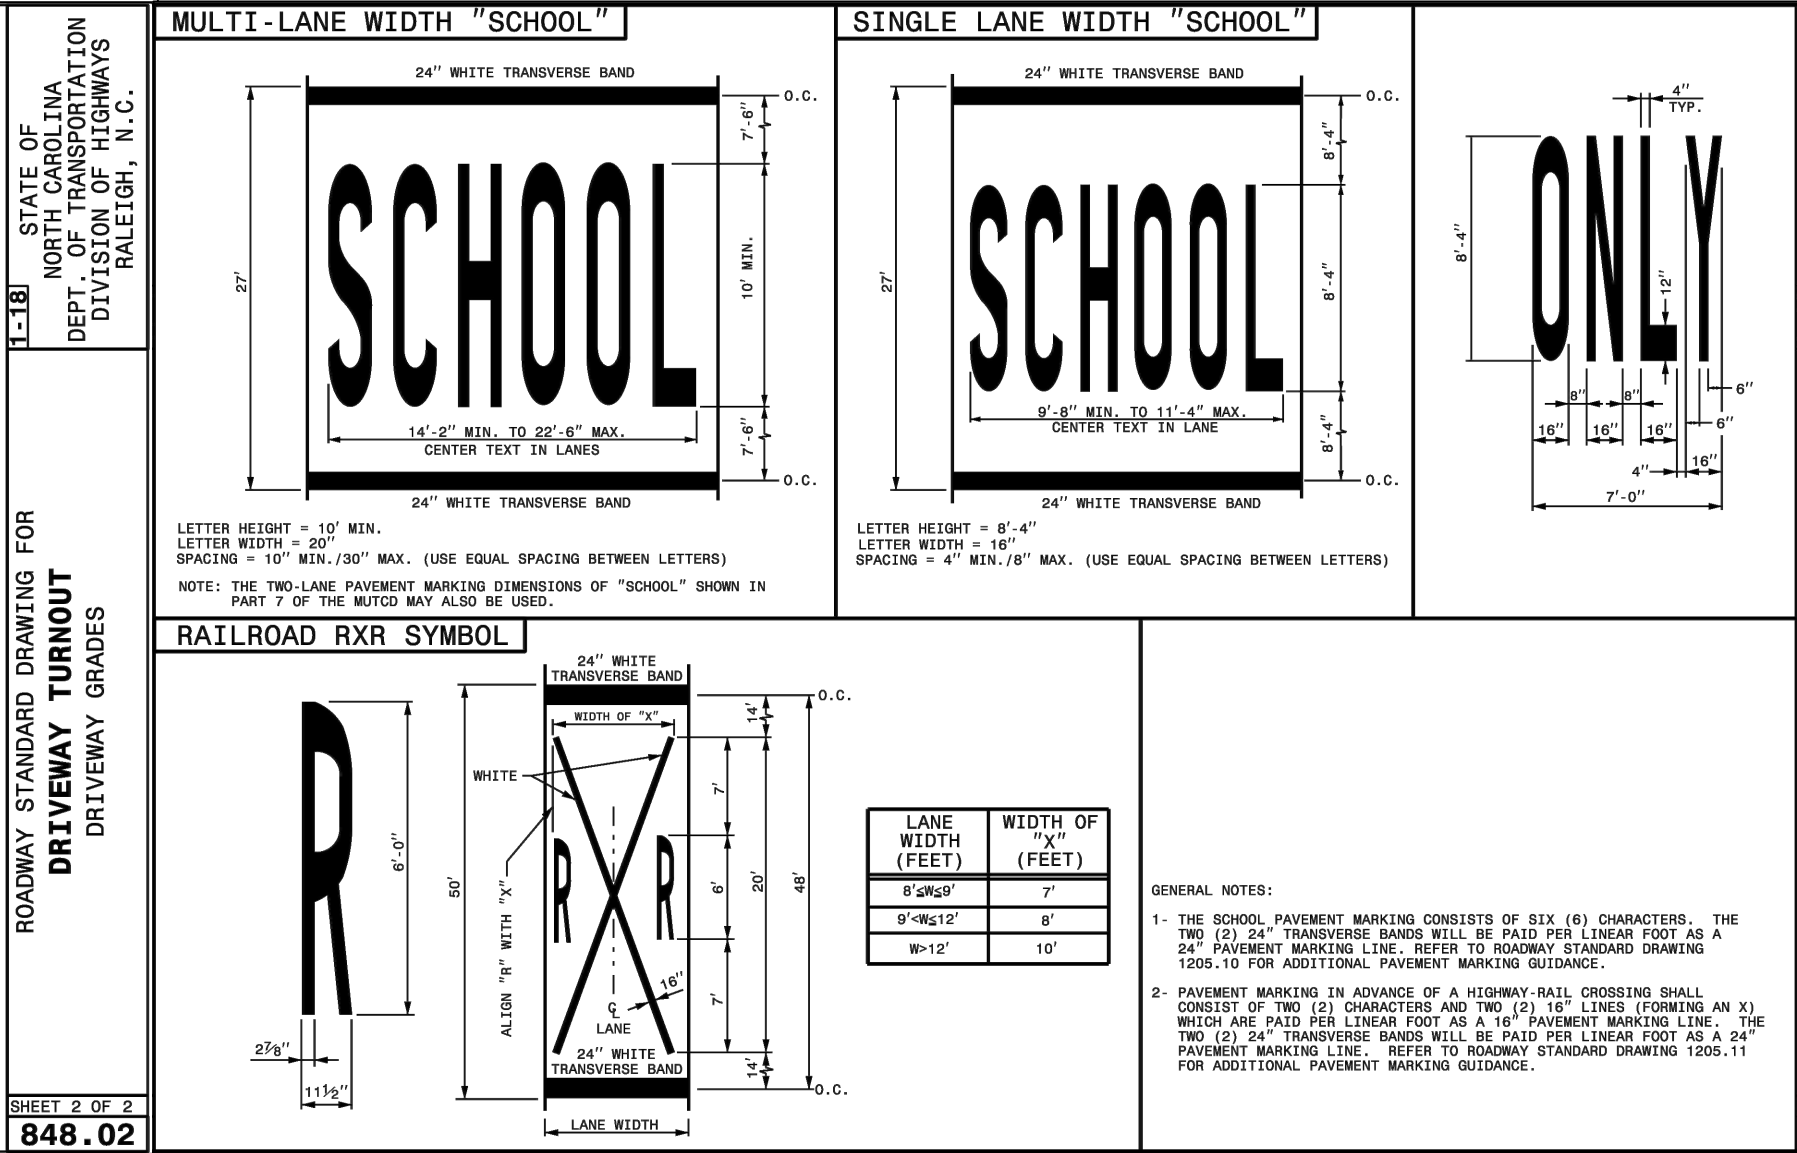 STATE OF
NORTH CAROLINA
DEPT. OF TRANSPORTATION
DIVISION OF HIGHWAYS
RALEIGH, N.C.
1-18
ROADWAY STANDARD DRAWING FOR
DRIVEWAY TURNOUT
DRIVEWAY GRADES
SHEET 2 OF 2
848.02
MULTI-LANE WIDTH "SCHOOL"
24" WHITE TRANSVERSE BAND
O.C.
7'-6"
27'
SCHOOL
10' MIN.
14'-2" MIN. TO 22'-6" MAX.
CENTER TEXT IN LANES
7'-6"
O.C.
24" WHITE TRANSVERSE BAND
LETTER HEIGHT = 10' MIN.
LETTER WIDTH = 20"
SPACING = 10" MIN./30" MAX. (USE EQUAL SPACING BETWEEN LETTERS)
NOTE: THE TWO-LANE PAVEMENT MARKING DIMENSIONS OF "SCHOOL" SHOWN IN
PART 7 OF THE MUTCD MAY ALSO BE USED.
SINGLE LANE WIDTH "SCHOOL"
24" WHITE TRANSVERSE BAND
O.C.
8'-4"
27'
SCHOOL
8'-4"
9'-8" MIN. TO 11'-4" MAX.
CENTER TEXT IN LANE
8'-4"
O.C.
24" WHITE TRANSVERSE BAND
LETTER HEIGHT = 8'-4"
LETTER WIDTH = 16"
SPACING = 4" MIN./8" MAX. (USE EQUAL SPACING BETWEEN LETTERS)
4"
TYP.
8'-4"
ONLY
12"
6"
8"
8"
6"
16"
16"
16"
4"
16"
7'-0"
RAILROAD RXR SYMBOL
R
6'-0"
2⅞"
11½"
24" WHITE
TRANSVERSE BAND
O.C.
WIDTH OF "X"
14'
WHITE
7'
50'
R X R
6'
20'
48'
ALIGN "R" WITH "X"
16"
7'
℄
LANE
24" WHITE
TRANSVERSE BAND
14'
O.C.
LANE WIDTH
LANE WIDTH (FEET) WIDTH OF "X" (FEET)
8'≤W≤9' 7'
9'<W≤12' 8'
W>12' 10'
GENERAL NOTES:
1- THE SCHOOL PAVEMENT MARKING CONSISTS OF SIX (6) CHARACTERS. THE
TWO (2) 24" TRANSVERSE BANDS WILL BE PAID PER LINEAR FOOT AS A
24" PAVEMENT MARKING LINE. REFER TO ROADWAY STANDARD DRAWING
1205.10 FOR ADDITIONAL PAVEMENT MARKING GUIDANCE.
2- PAVEMENT MARKING IN ADVANCE OF A HIGHWAY-RAIL CROSSING SHALL
CONSIST OF TWO (2) CHARACTERS AND TWO (2) 16" LINES (FORMING AN X)
WHICH ARE PAID PER LINEAR FOOT AS A 16" PAVEMENT MARKING LINE. THE
TWO (2) 24" TRANSVERSE BANDS WILL BE PAID PER LINEAR FOOT AS A 24"
PAVEMENT MARKING LINE. REFER TO ROADWAY STANDARD DRAWING 1205.11
FOR ADDITIONAL PAVEMENT MARKING GUIDANCE.